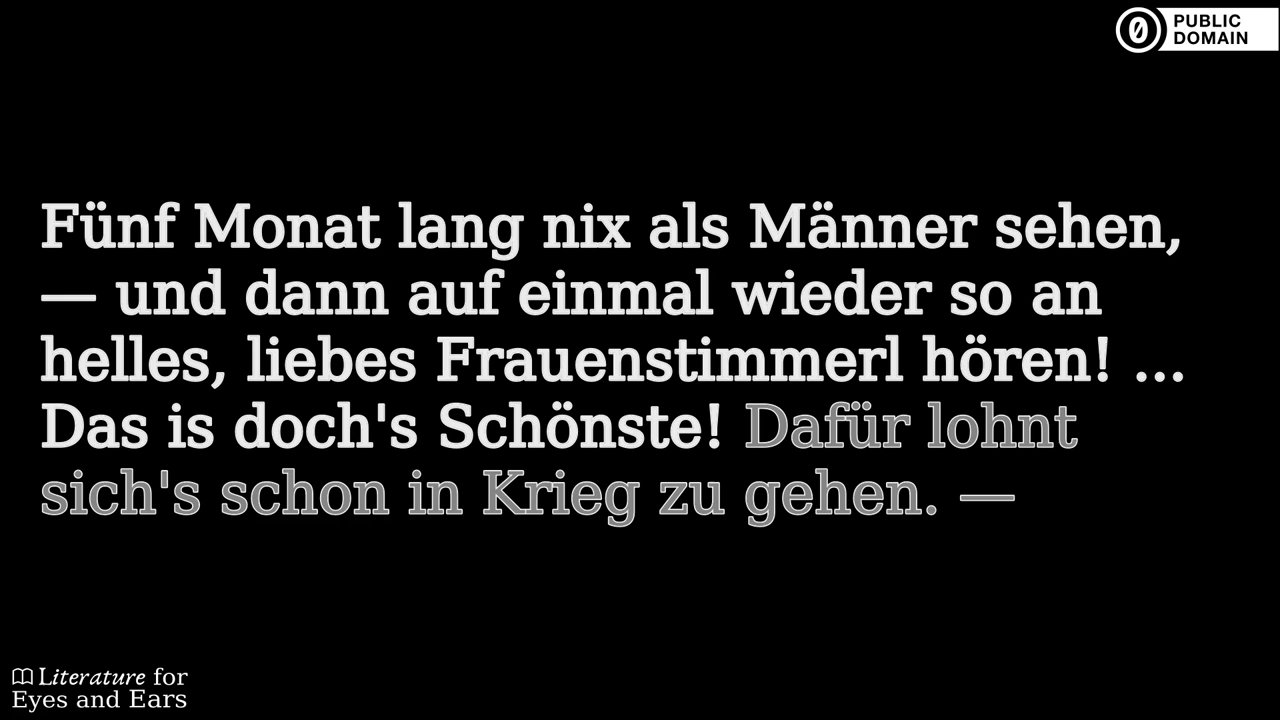 PUBLIC
DOMAIN
Fünf Monat lang nix als Männer sehen,
— und dann auf einmal wieder so an
helles, liebes Frauenstimmerl hören! ...
Das is doch's Schönste! Dafür lohnt
sich's schon in Krieg zu gehen. —
Literature for
Eyes and Ears